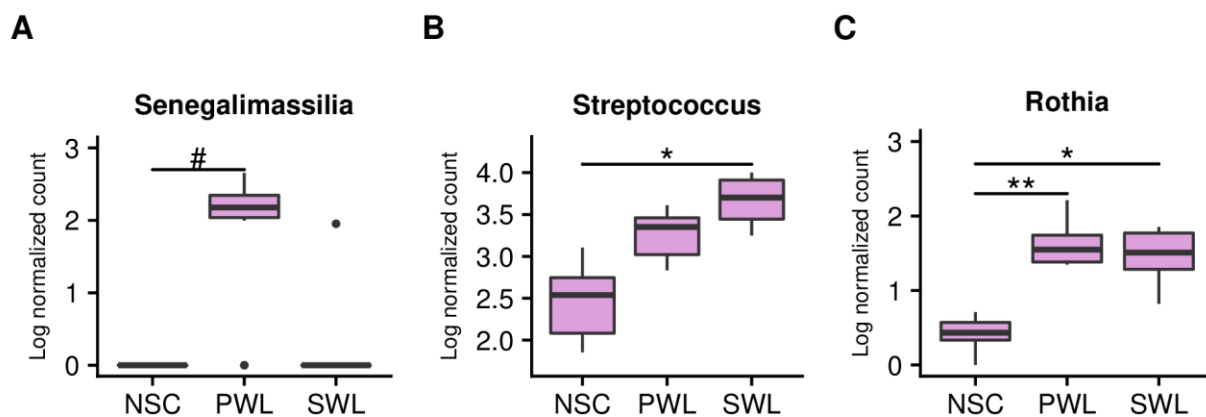 A
B
C
Senegalimassilia
Streptococcus
Rothia
Log normalized count
3
2
1
0
#
NSC PWL SWL
Log normalized count
4.0
3.5
3.0
2.5
2.0
*
NSC PWL SWL
Log normalized count
3
2
1
0
*
**
NSC PWL SWL